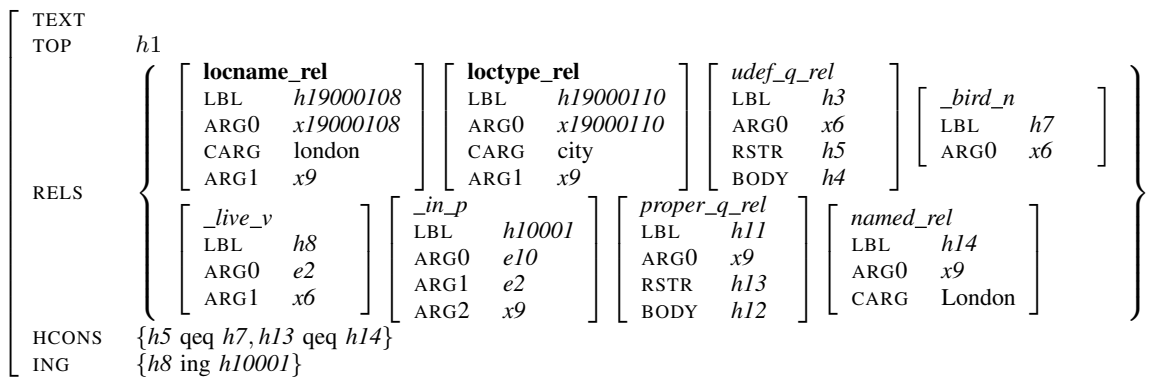 TEXT
TOP h1
locname_rel loctype_rel udef_q_rel
LBL h19000108 LBL h19000110 LBL h3 _bird_n
ARG0 x19000108 ARG0 x19000110 ARG0 x6 LBL h7
CARG london CARG city RSTR h5 ARG0 x6
ARG1 x9 ARG1 x9 BODY h4
RELS { }
_live_v _in_p proper_q_rel named_rel
LBL h8 LBL h10001 LBL h11 LBL h14
ARG0 e2 ARG0 e10 ARG0 x9 ARG0 x9
ARG1 x6 ARG1 e2 RSTR h13 CARG London
ARG2 x9 BODY h12
HCONS {h5 qeq h7, h13 qeq h14}
ING {h8 ing h10001}